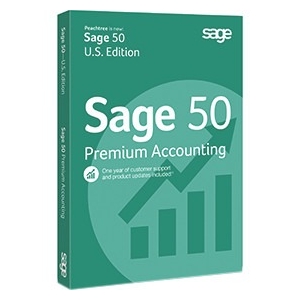 Peachtree is now!
Sage 50
U.S. Edition
sage
Sage 50
Premium Accounting
One year of customer support
and product updates included
Sage 50—U.S. Edition
Sage 50 Premium Accounting
sage